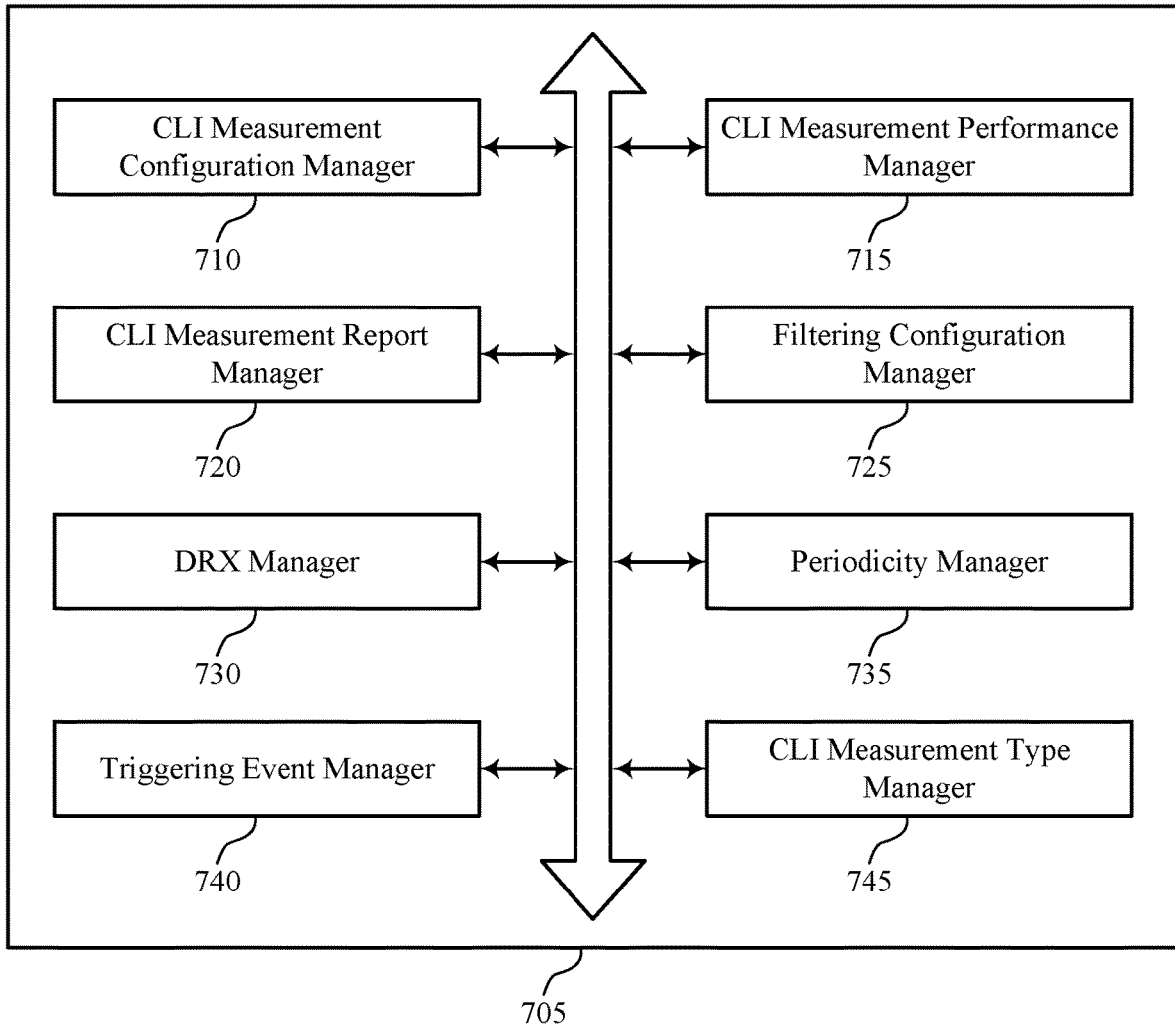 CLI Measurement
Configuration Manager
710
CLI Measurement Performance
Manager
715
CLI Measurement Report
Manager
720
Filtering Configuration
Manager
725
DRX Manager
730
Periodicity Manager
735
Triggering Event Manager
740
CLI Measurement Type
Manager
745
705